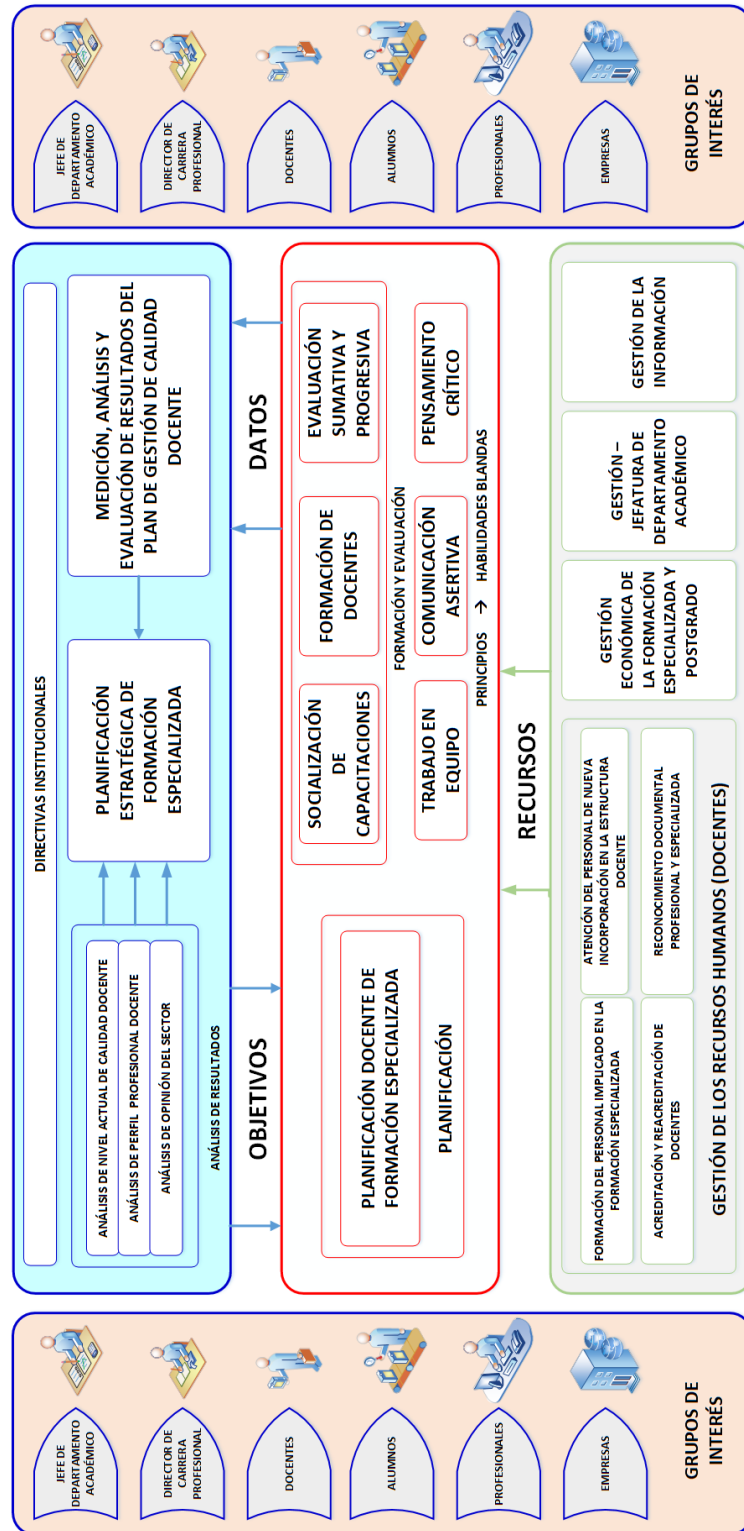 JEFE DE
DEPARTAMENTO
ACADÉMICO
DIRECTOR DE
CARRERA
PROFESIONAL
DOCENTES
ALUMNOS
PROFESIONALES
EMPRESAS
GRUPOS DE
INTERÉS
DIRECTIVAS INSTITUCIONALES
ANÁLISIS DE NIVEL ACTUAL DE CALIDAD DOCENTE
ANÁLISIS DE PERFIL PROFESIONAL DOCENTE
ANÁLISIS DE OPINIÓN DEL SECTOR
ANÁLISIS DE RESULTADOS
PLANIFICACIÓN
ESTRATÉGICA DE
FORMACIÓN
ESPECIALIZADA
MEDICIÓN, ANÁLISIS Y
EVALUACIÓN DE RESULTADOS DEL
PLAN DE GESTIÓN DE CALIDAD
DOCENTE
OBJETIVOS
DATOS
PLANIFICACIÓN DOCENTE DE
FORMACIÓN ESPECIALIZADA
PLANIFICACIÓN
SOCIALIZACIÓN
DE
CAPACITACIONES
FORMACIÓN DE
DOCENTES
EVALUACIÓN
SUMATIVA Y
PROGRESIVA
FORMACIÓN Y EVALUACIÓN
TRABAJO EN
EQUIPO
COMUNICACIÓN
ASERTIVA
PENSAMIENTO
CRÍTICO
PRINCIPIOS → HABILIDADES BLANDAS
RECURSOS
FORMACIÓN DEL PERSONAL IMPLICADO EN LA
FORMACIÓN ESPECIALIZADA
ATENCIÓN DEL PERSONAL DE NUEVA
INCORPORACIÓN EN LA ESTRUCTURA
DOCENTE
ACREDITACIÓN Y REACREDITACIÓN DE
DOCENTES
RECONOCIMIENTO DOCUMENTAL
PROFESIONAL Y ESPECIALIZADA
GESTIÓN DE LOS RECURSOS HUMANOS (DOCENTES)
GESTIÓN
ECONÓMICA DE
LA FORMACIÓN
ESPECIALIZADA Y
POSTGRADO
GESTIÓN –
JEFATURA DE
DEPARTAMENTO
ACADÉMICO
GESTIÓN DE LA
INFORMACIÓN
JEFE DE
DEPARTAMENTO
ACADÉMICO
DIRECTOR DE
CARRERA
PROFESIONAL
DOCENTES
ALUMNOS
PROFESIONALES
EMPRESAS
GRUPOS DE
INTERÉS